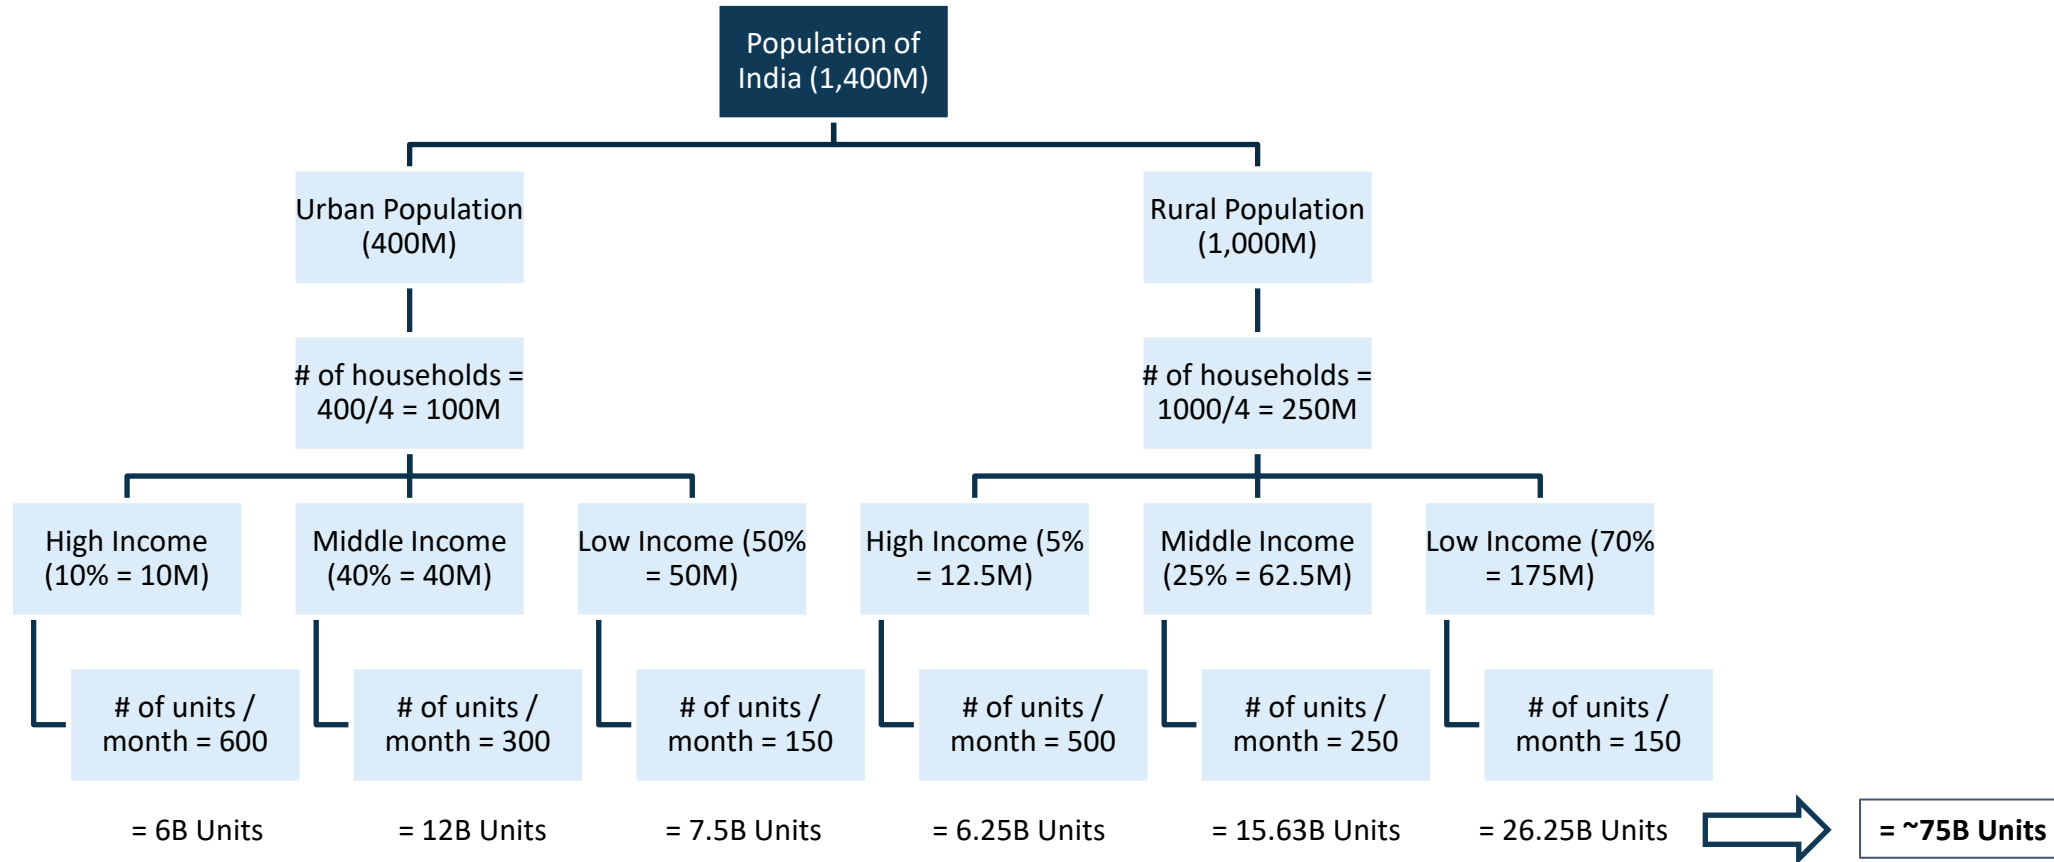 Population of
India (1,400M)
Urban Population
(400M)
Rural Population
(1,000M)
# of households =
400/4 = 100M
# of households =
1000/4 = 250M
High Income
(10% = 10M)
Middle Income
(40% = 40M)
Low Income (50%
= 50M)
High Income (5%
= 12.5M)
Middle Income
(25% = 62.5M)
Low Income (70%
= 175M)
# of units /
month = 600
# of units /
month = 300
# of units /
month = 150
# of units /
month = 500
# of units /
month = 250
# of units /
month = 150
= 6B Units
= 12B Units
= 7.5B Units
= 6.25B Units
= 15.63B Units
= 26.25B Units
= ~75B Units